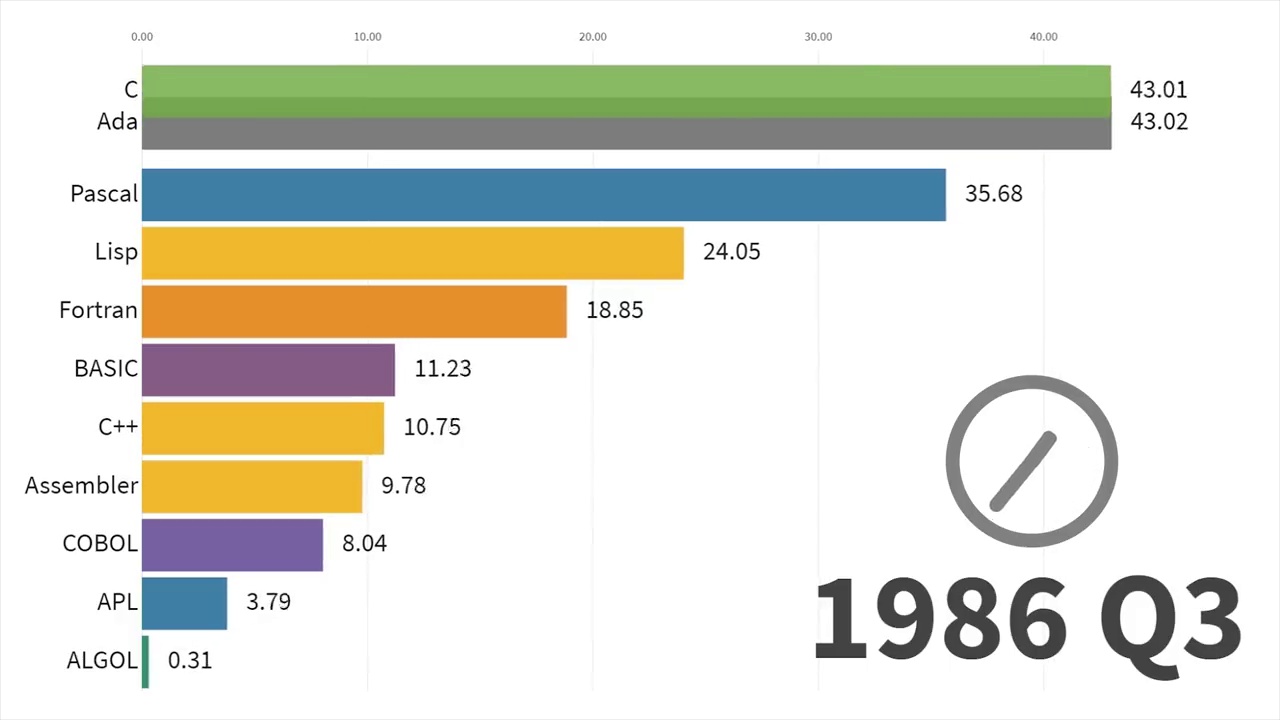 0.00 10.00 20.00 30.00 40.00
C 43.01
Ada 43.02
Pascal 35.68
Lisp 24.05
Fortran 18.85
BASIC 11.23
C++ 10.75
Assembler 9.78
COBOL 8.04
APL 3.79
ALGOL 0.31
1986 Q3